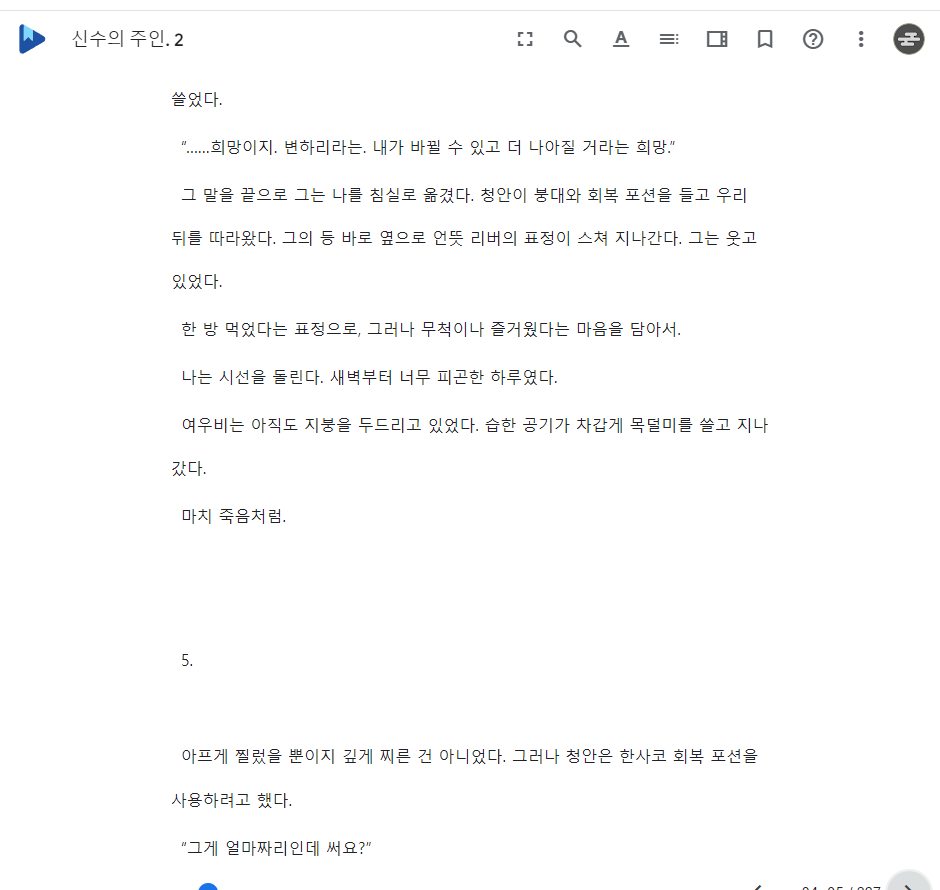 신수의 주인. 2
쓸었다.
“……희망이지. 변하리라는. 내가 바뀔 수 있고 더 나아질 거라는 희망.”
그 말을 끝으로 그는 나를 침실로 옮겼다. 청안이 붕대와 회복 포션을 들고 우리
뒤를 따라왔다. 그의 등 바로 옆으로 언뜻 리버의 표정이 스쳐 지나간다. 그는 웃고
있었다.
한 방 먹었다는 표정으로, 그러나 무척이나 즐거웠다는 마음을 담아서.
나는 시선을 돌린다. 새벽부터 너무 피곤한 하루였다.
여우비는 아직도 지붕을 두드리고 있었다. 습한 공기가 차갑게 목덜미를 쓸고 지나
갔다.
마치 죽음처럼.
5.
아프게 찔렀을 뿐이지 깊게 찌른 건 아니었다. 그러나 청안은 한사코 회복 포션을
사용하려고 했다.
“그게 얼마짜리인데 써요?”